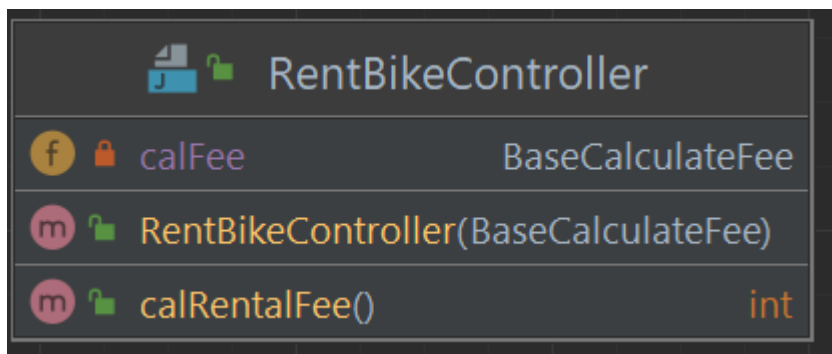 J RentBikeController
f calFee BaseCalculateFee
m RentBikeController(BaseCalculateFee)
m calRentalFee() int